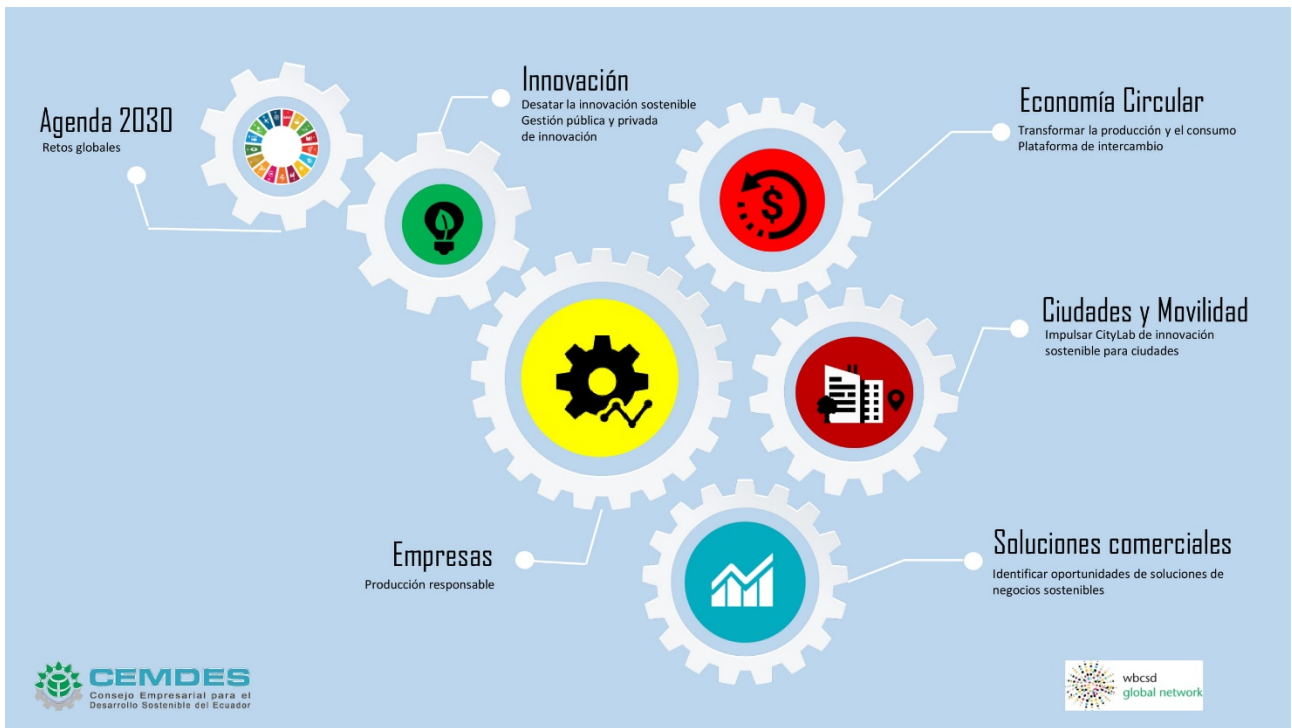 Agenda 2030
Retos globales
Innovación
Desatar la innovación sostenible
Gestión pública y privada
de innovación
Economía Circular
Transformar la producción y el consumo
Plataforma de intercambio
$
Ciudades y Movilidad
Impulsar CityLab de innovación
sostenible para ciudades
Empresas
Producción responsable
Soluciones comerciales
Identificar oportunidades de soluciones de
negocios sostenibles
CEMDES
Consejo Empresarial para el
Desarrollo Sostenible del Ecuador
wbcsd
global network